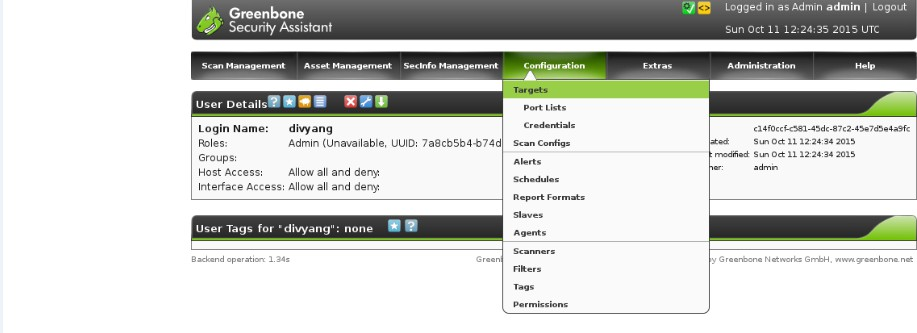 Greenbone
Security Assistant
Logged in as Admin admin | Logout
Sun Oct 11 12:24:35 2015 UTC
Scan Management Asset Management SecInfo Management Configuration Extras Administration Help
Targets
Port Lists
Credentials
Scan Configs
Alerts
Schedules
Report Formats
Slaves
Agents
Scanners
Filters
Tags
Permissions
User Details
Login Name: divyang
Roles: Admin (Unavailable, UUID: 7a8cb5b4-b74d
Groups:
Host Access: Allow all and deny:
Interface Access: Allow all and deny:
c14f0ccf-c581-45dc-87c2-45e7d5e4a9fc
ated: Sun Oct 11 12:24:34 2015
t modified: Sun Oct 11 12:24:34 2015
ner: admin
User Tags for "divyang": none
Backend operation: 1.34s
Greenb
by Greenbone Networks GmbH, www.greenbone.net